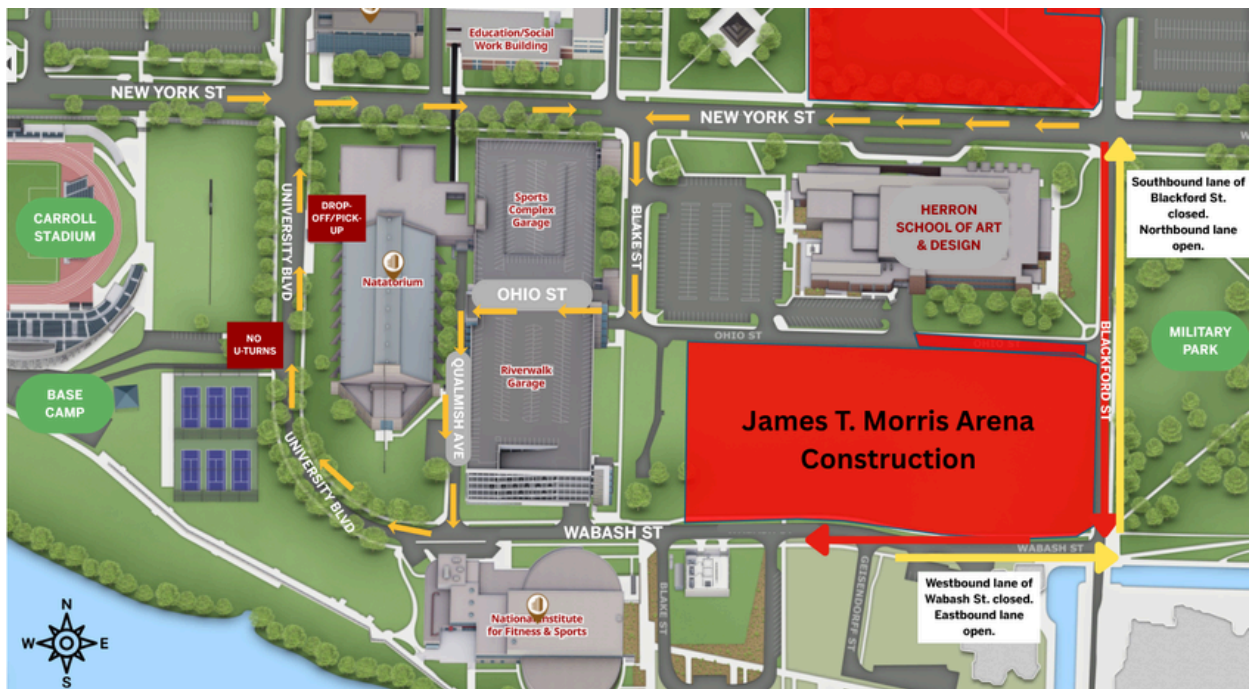 Education/Social
Work Building
NEW YORK ST
NEW YORK ST
W
Southbound lane of
Blackford St.
closed.
Northbound lane
open.
CARROLL
STADIUM
UNIVERSITY BLVD
DROP-
OFF/PICK-
UP
Sports
Complex
Garage
BLAKE ST
HERRON
SCHOOL OF ART
& DESIGN
Natatorium
OHIO ST
NO
U-TURNS
OHIO ST
OHIO ST
BLACKFORD ST
MILITARY
PARK
BASE
CAMP
QUALMISH AVE
Riverwalk
Garage
James T. Morris Arena
Construction
UNIVERSITY BLVD
WABASH ST
WABASH ST
Westbound lane of
Wabash St. closed.
Eastbound lane
open.
BLAKE ST
GEISENDORFF ST
National Institute
for Fitness & Sports
N
W
E
S